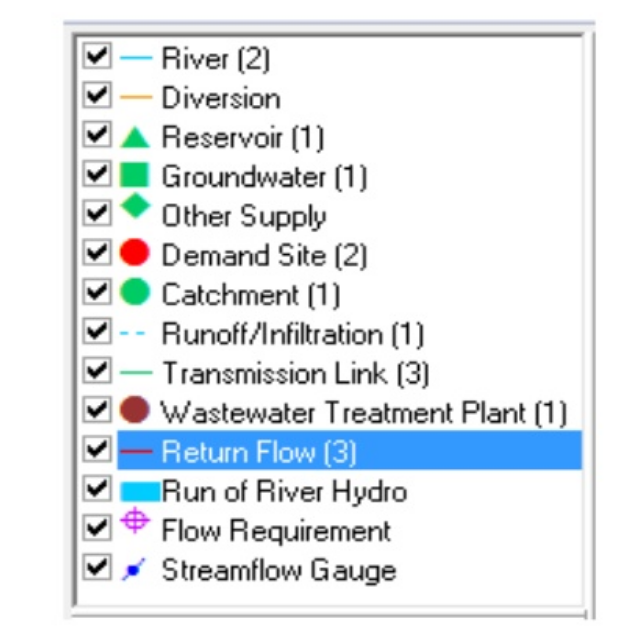 River (2)
Diversion
Reservoir (1)
Groundwater (1)
Other Supply
Demand Site (2)
Catchment (1)
Runoff/Infiltration (1)
Transmission Link (3)
Wastewater Treatment Plant (1)
Return Flow (3)
Run of River Hydro
Flow Requirement
Streamflow Gauge